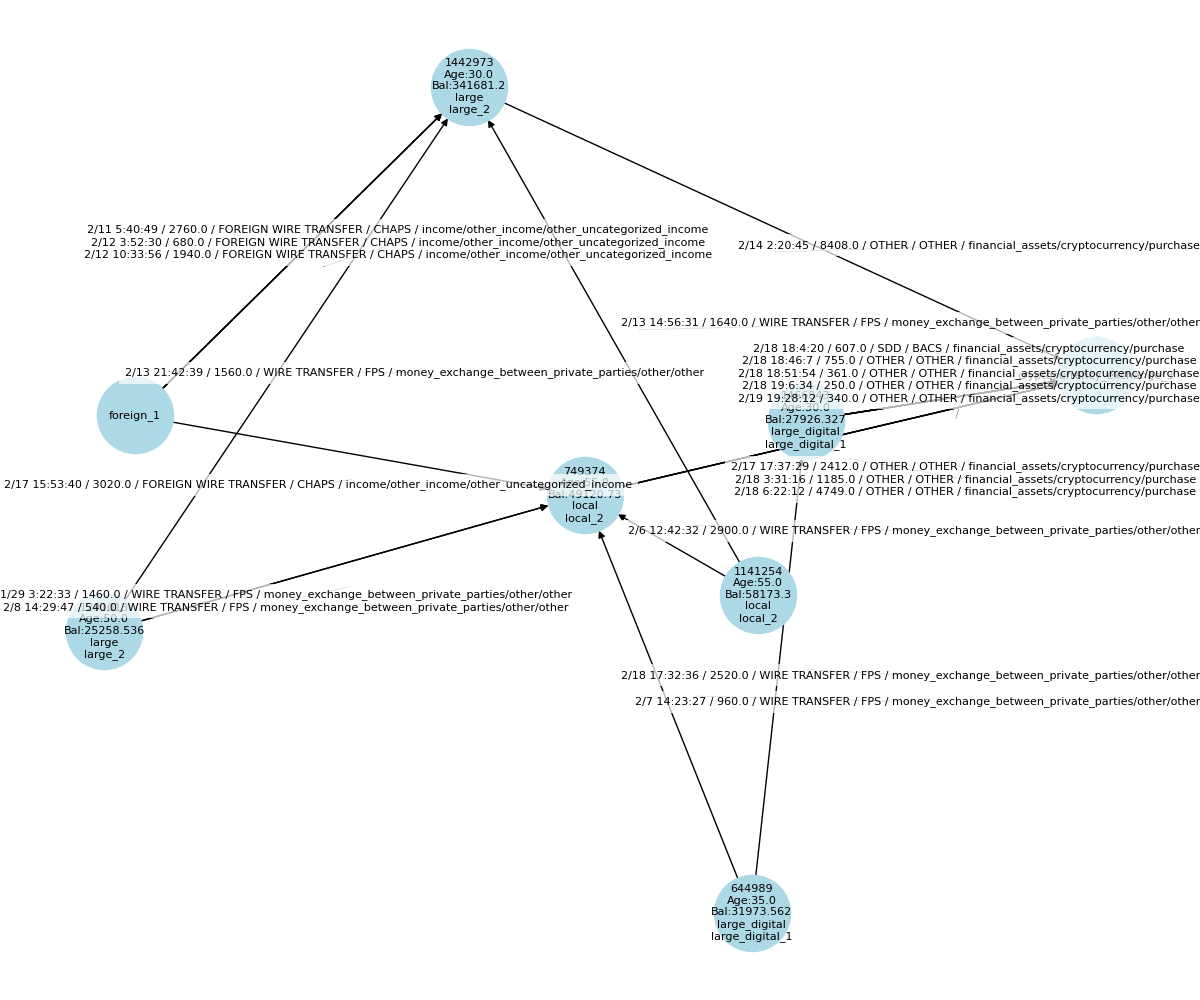 1442973
Age:30.0
Bal:341681.2
large
large_2
2/11 5:40:49 / 2760.0 / FOREIGN WIRE TRANSFER / CHAPS / income/other_income/other_uncategorized_income
2/12 3:52:30 / 680.0 / FOREIGN WIRE TRANSFER / CHAPS / income/other_income/other_uncategorized_income
2/12 10:33:56 / 1940.0 / FOREIGN WIRE TRANSFER / CHAPS / income/other_income/other_uncategorized_income
2/14 2:20:45 / 8408.0 / OTHER / OTHER / financial_assets/cryptocurrency/purchase
2/13 14:56:31 / 1640.0 / WIRE TRANSFER / FPS / money_exchange_between_private_parties/other/other
2/18 18:4:20 / 607.0 / SDD / BACS / financial_assets/cryptocurrency/purchase
2/18 18:46:7 / 755.0 / OTHER / OTHER / financial_assets/cryptocurrency/purchase
2/18 18:51:54 / 361.0 / OTHER / OTHER / financial_assets/cryptocurrency/purchase
2/18 19:6:34 / 250.0 / OTHER / OTHER / financial_assets/cryptocurrency/purchase
2/19 19:28:12 / 340.0 / OTHER / OTHER / financial_assets/cryptocurrency/purchase
2/13 21:42:39 / 1560.0 / WIRE TRANSFER / FPS / money_exchange_between_private_parties/other/other
foreign_1
Age:30.0
Bal:27926.327
large_digital
large_digital_1
2/17 17:37:29 / 2412.0 / OTHER / OTHER / financial_assets/cryptocurrency/purchase
2/18 3:31:16 / 1185.0 / OTHER / OTHER / financial_assets/cryptocurrency/purchase
2/18 6:22:12 / 4749.0 / OTHER / OTHER / financial_assets/cryptocurrency/purchase
749374
2/17 15:53:40 / 3020.0 / FOREIGN WIRE TRANSFER / CHAPS / income/other_income/other_uncategorized_income
Bal:49120.73
local
local_2
2/6 12:42:32 / 2900.0 / WIRE TRANSFER / FPS / money_exchange_between_private_parties/other/other
1141254
Age:55.0
Bal:58173.3
local
local_2
1/29 3:22:33 / 1460.0 / WIRE TRANSFER / FPS / money_exchange_between_private_parties/other/other
2/8 14:29:47 / 540.0 / WIRE TRANSFER / FPS / money_exchange_between_private_parties/other/other
Age:50.0
Bal:25258.536
large
large_2
2/18 17:32:36 / 2520.0 / WIRE TRANSFER / FPS / money_exchange_between_private_parties/other/other
2/7 14:23:27 / 960.0 / WIRE TRANSFER / FPS / money_exchange_between_private_parties/other/other
644989
Age:35.0
Bal:31973.562
large_digital
large_digital_1